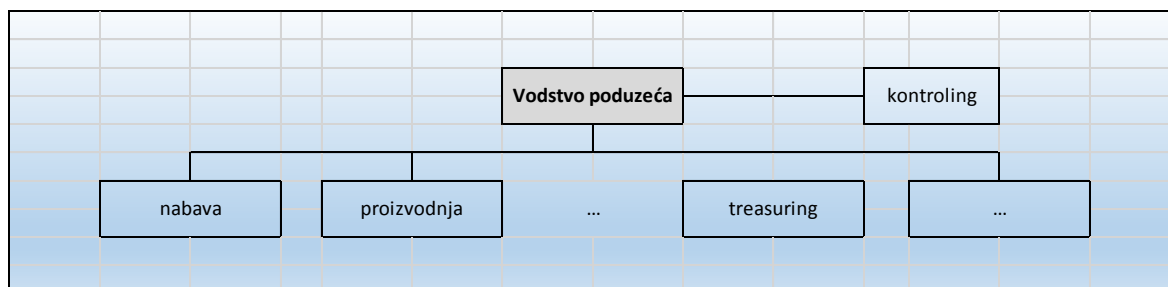 Vodstvo poduzeća
kontroling
nabava
proizvodnja
...
treasuring
...